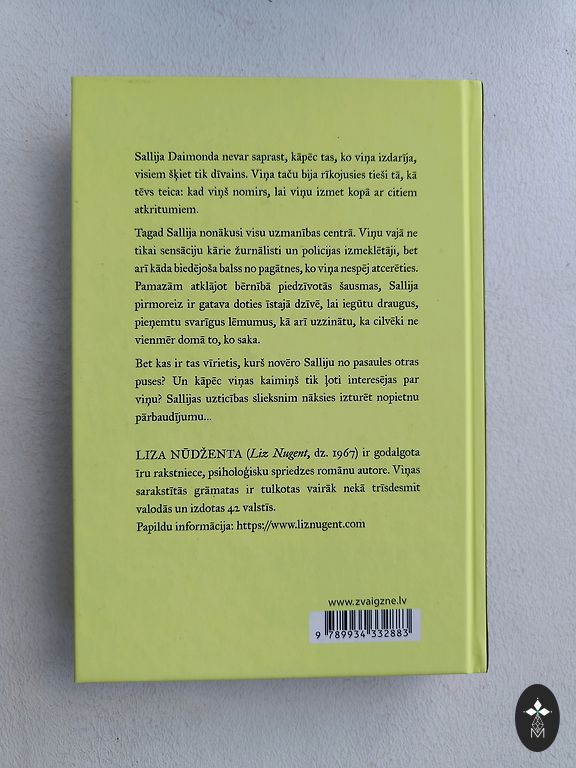 Sallija Daimonda nevar saprast, kāpēc tas, ko viņa izdarīja,
visiem šķiet tik dīvains. Viņa taču bija rīkojusies tieši tā, kā
tēvs teica: kad viņš nomirs, lai viņu izmet kopā ar citiem
atkritumiem.
Tagad Sallija nonākusi visu uzmanības centrā. Viņu vajā ne
tikai sensāciju kārie žurnālisti un policijas izmeklētāji, bet
arī kāda biedējoša balss no pagātnes, ko viņa nespēj atcerēties.
Pamazām atklājot bērnībā piedzīvotās šausmas, Sallija
pirmoreiz ir gatava doties īstajā dzīvē, lai iegūtu draugus,
pieņemtu svarīgus lēmumus, kā arī uzzinātu, ka cilvēki ne
vienmēr domā to, ko saka.
Bet kas ir tas vīrietis, kurš novēro Salliju no pasaules otras
puses? Un kāpēc viņas kaimiņš tik ļoti interesējas par
viņu? Sallijas uzticības slieksnim nāksies izturēt nopietnu
pārbaudījumu...
LIZA NŪDŽENTA (Liz Nugent, dz. 1967) ir godalgota
īru rakstniece, psiholoģisku spriedzes romānu autore. Viņas
sarakstītās grāmatas ir tulkotas vairāk nekā trīsdesmit
valodās un izdotas 42 valstīs.
Papildu informācija: https://www.liznugent.com
www.zvaigzne.lv
9 789934 332883
M